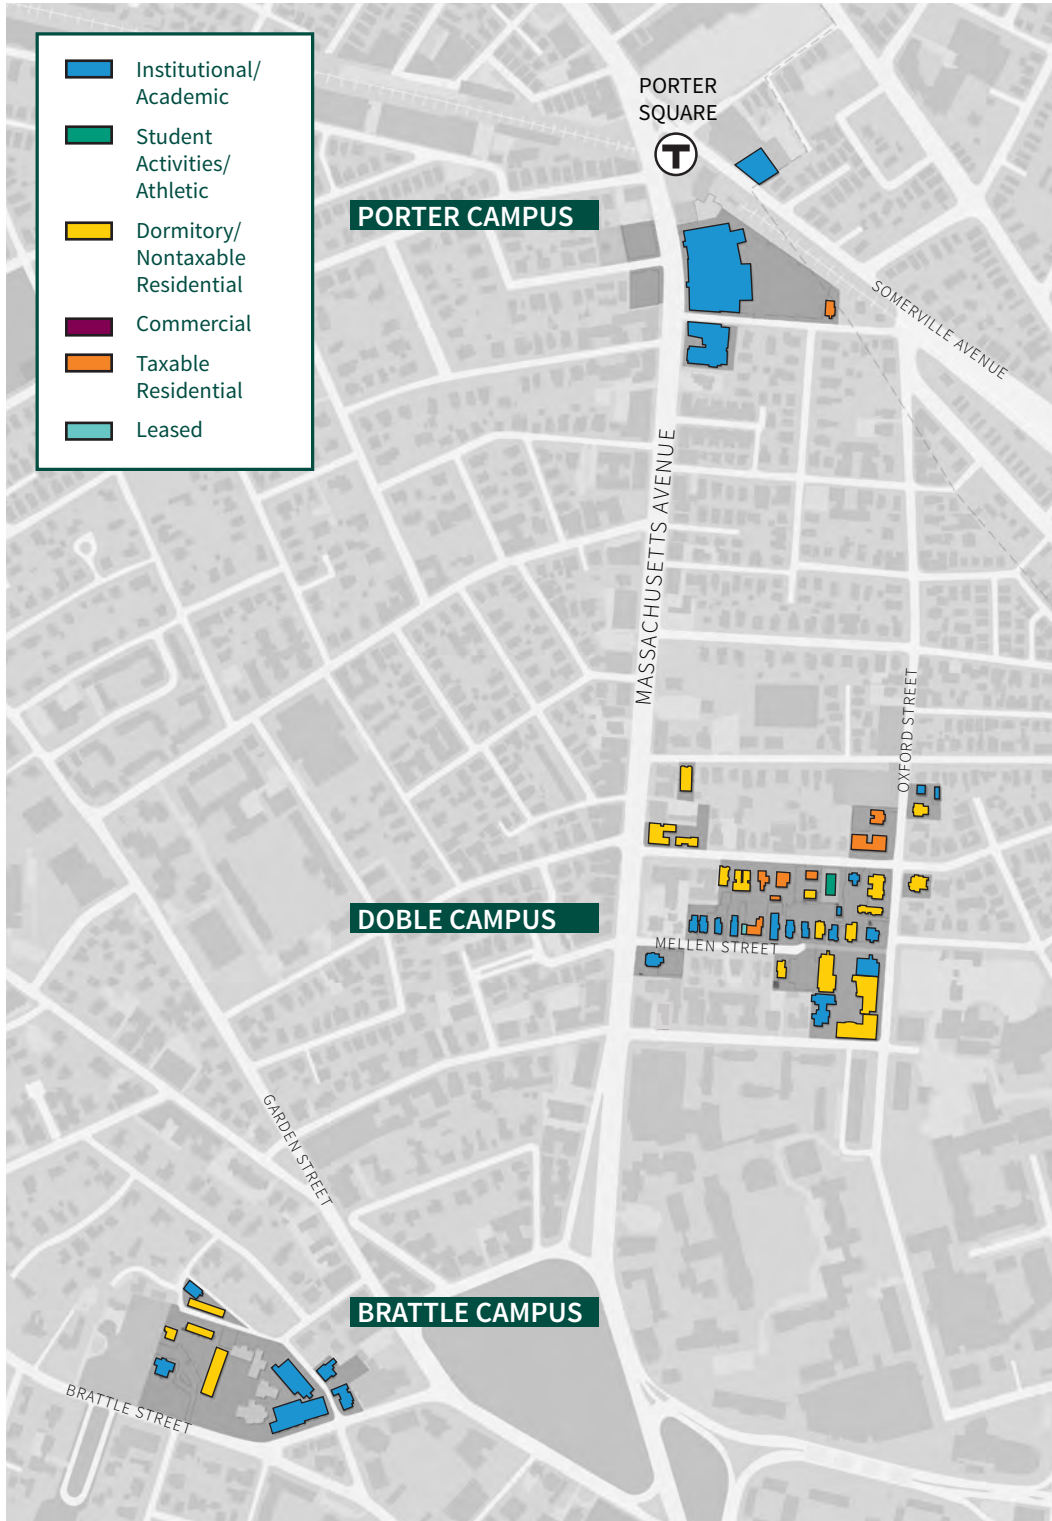 Institutional/
Academic
Student
Activities/
Athletic
Dormitory/
Nontaxable
Residential
Commercial
Taxable
Residential
Leased
PORTER
SQUARE
T
PORTER CAMPUS
SOMERVILLE AVENUE
MASSACHUSETTS AVENUE
OXFORD STREET
DOBLE CAMPUS
MELLEN STREET
GARDEN STREET
BRATTLE CAMPUS
BRATTLE STREET